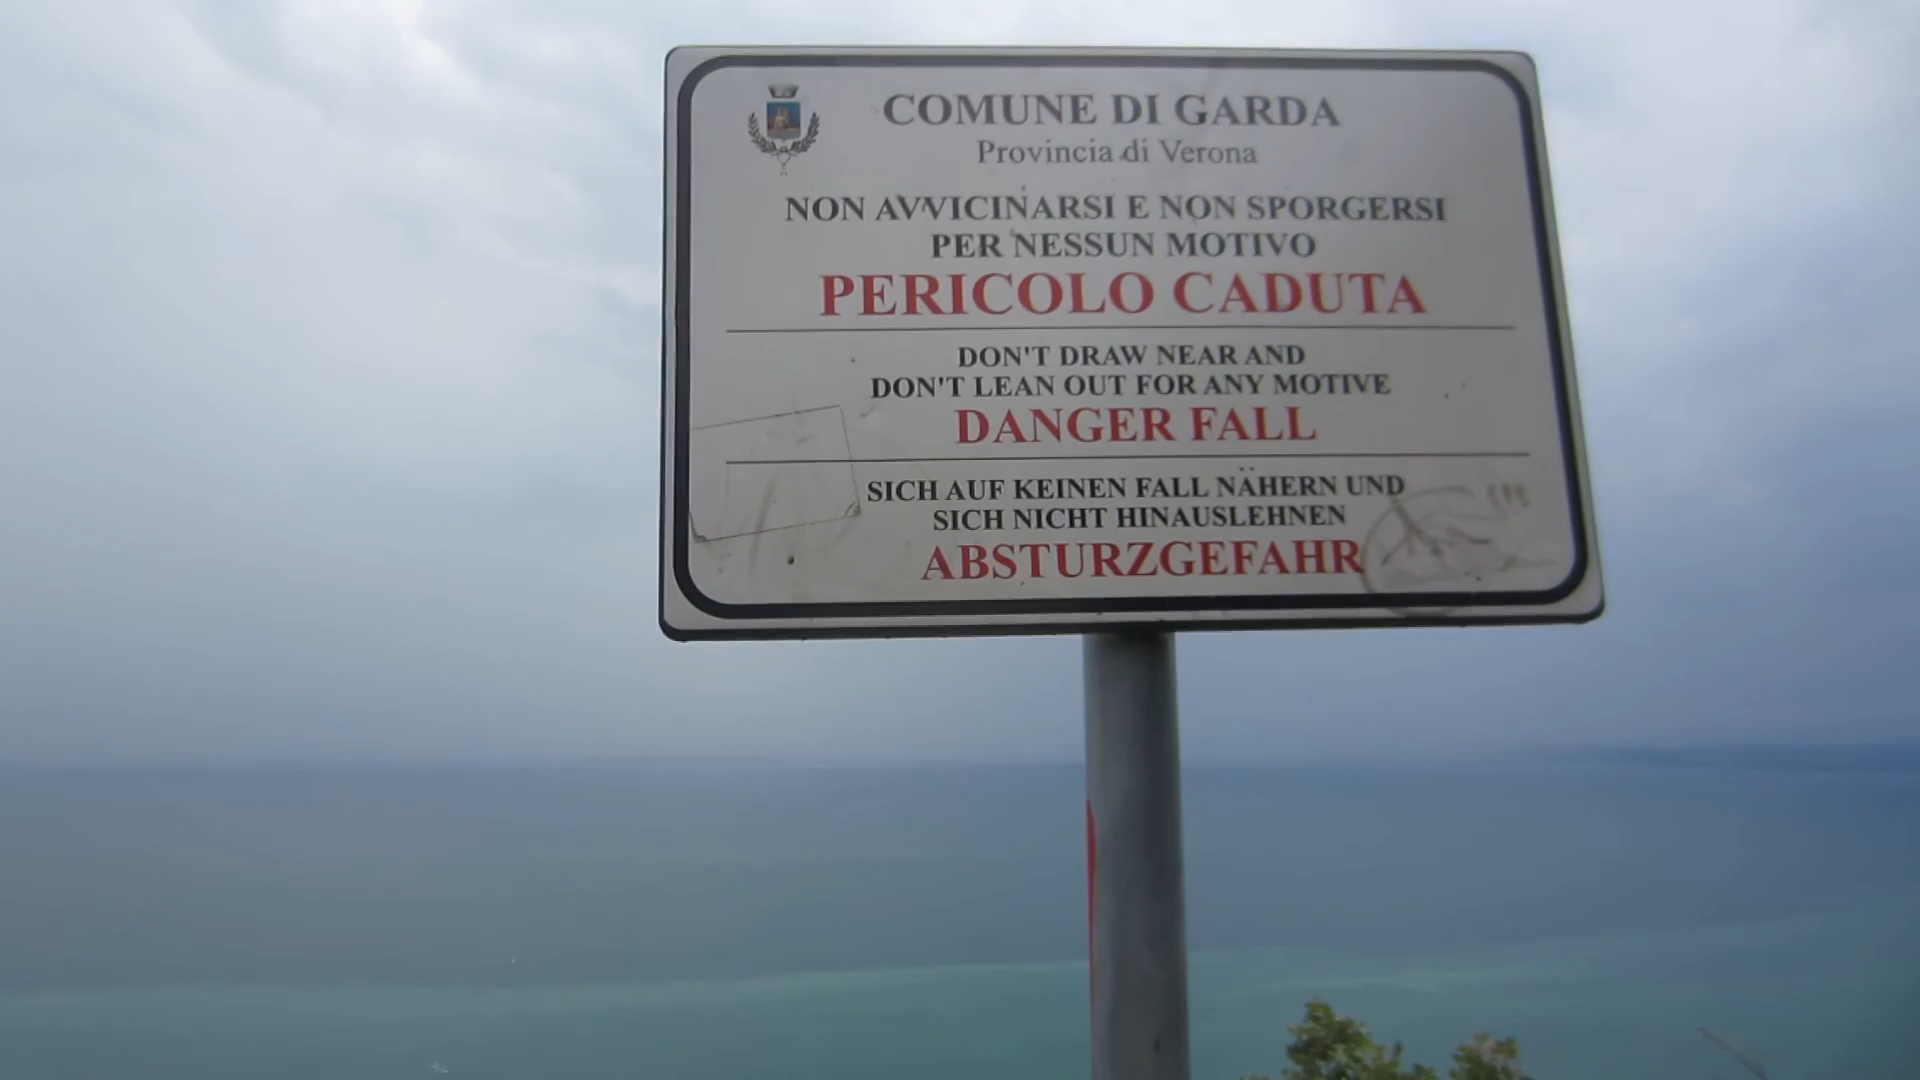 COMUNE DI GARDA
Provincia di Verona
NON AVVICINARSI E NON SPORGERSI
PER NESSUN MOTIVO
PERICOLO CADUTA
DON'T DRAW NEAR AND
DON'T LEAN OUT FOR ANY MOTIVE
DANGER FALL
SICH AUF KEINEN FALL NÄHERN UND
SICH NICHT HINAUSLEHNEN
ABSTURZGEFAHR